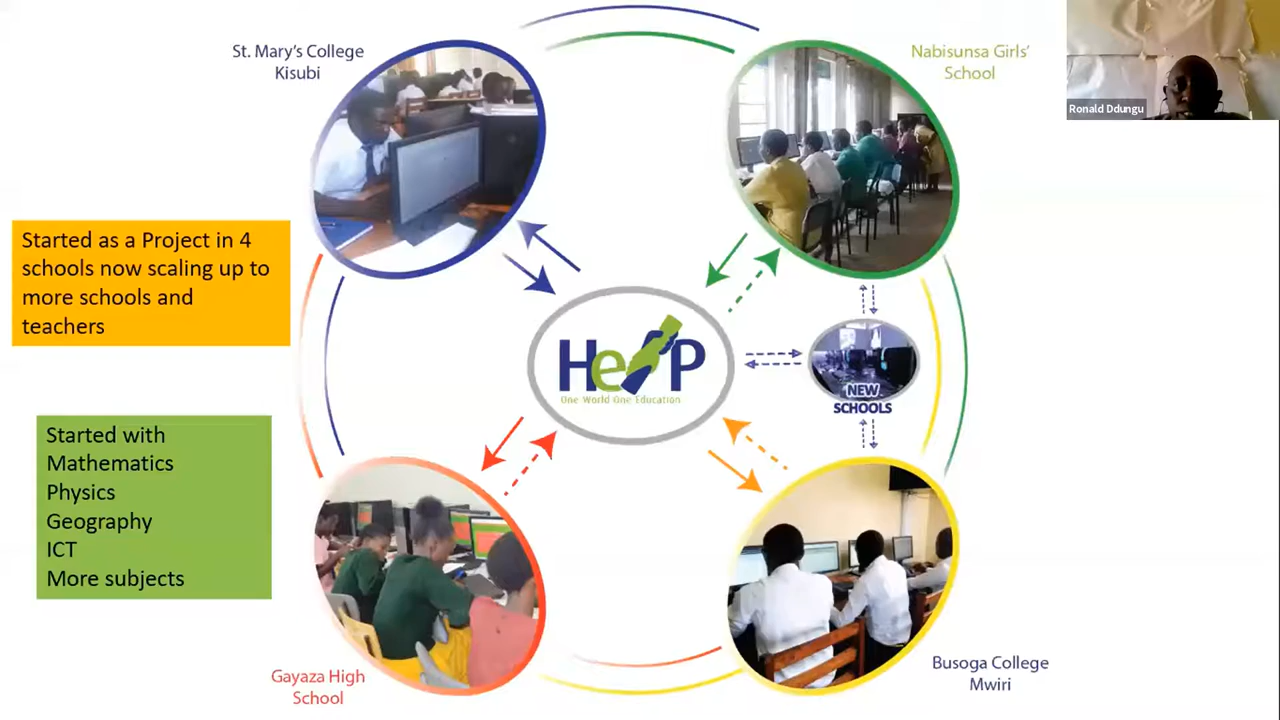 St. Mary's College
Kisubi
Nabisunsa Girls'
School
Ronald Ddungu
Started as a Project in 4
schools now scaling up to
more schools and
teachers
HeLP
One World One Education
NEW
SCHOOLS
Started with
Mathematics
Physics
Geography
ICT
More subjects
Gayaza High
School
Busoga College
Mwiri